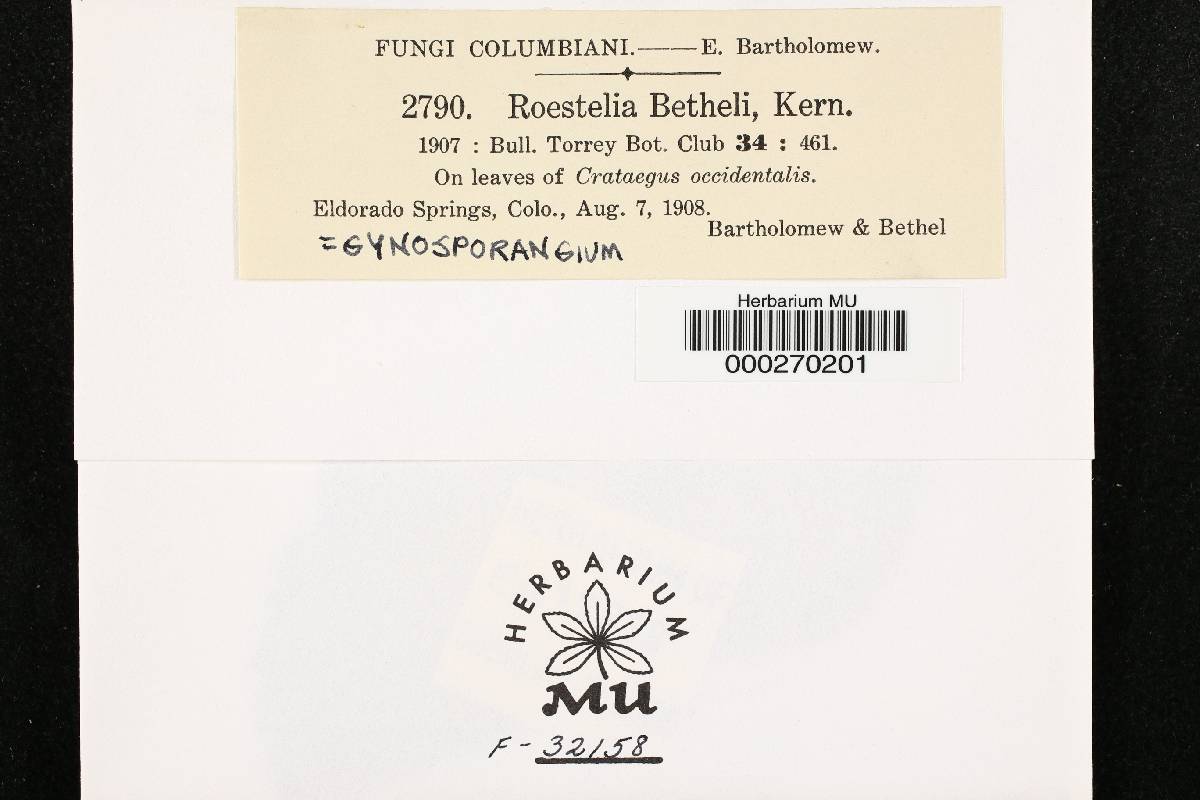 FUNGI COLUMBIANI.—E. Bartholomew.
2790. Roestelia Betheli, Kern.
1907 : Bull. Torrey Bot. Club 34 : 461.
On leaves of Crataegus occidentalis.
Eldorado Springs, Colo., Aug. 7, 1908.
Bartholomew & Bethel
=GYNOSPORANGIUM
Herbarium MU
000270201
HERBARIUM
MU
F-32158